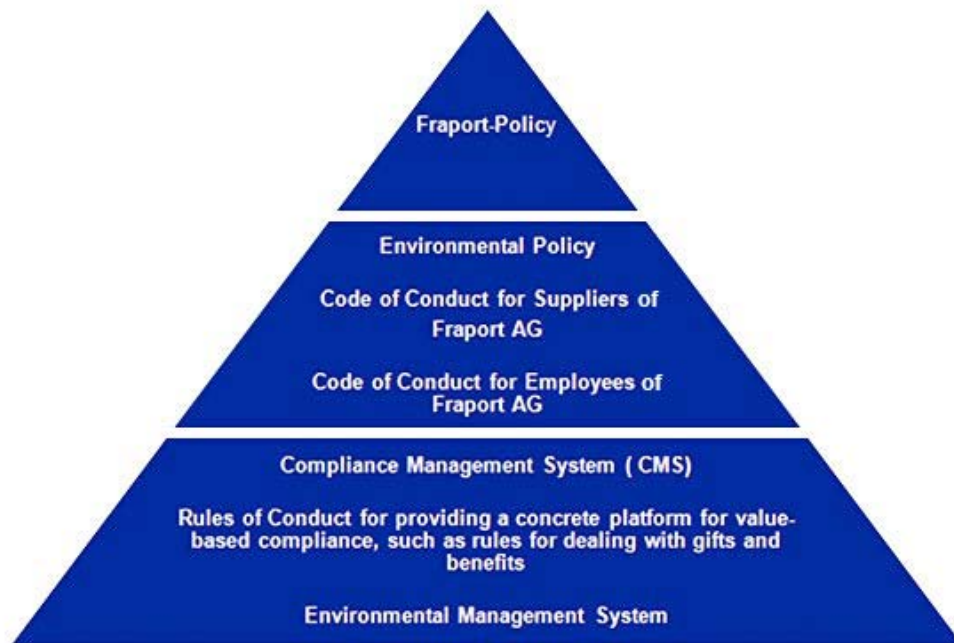 Fraport-Policy
Environmental Policy
Code of Conduct for Suppliers of
Fraport AG
Code of Conduct for Employees of
Fraport AG
Compliance Management System ( CMS)
Rules of Conduct for providing a concrete platform for value-
based compliance, such as rules for dealing with gifts and
benefits
Environmental Management System